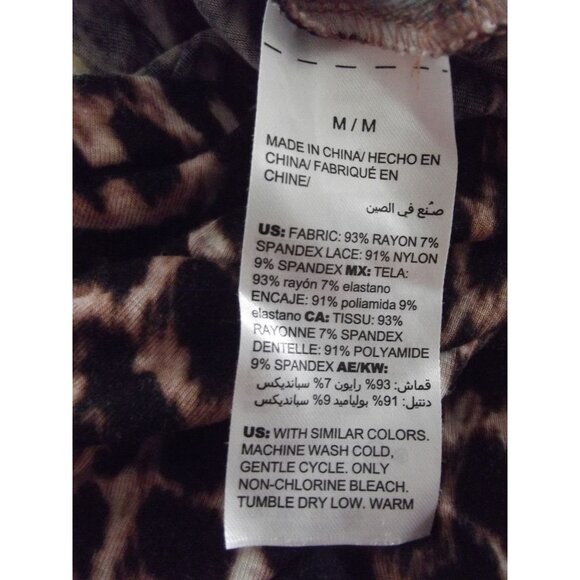 M / M
MADE IN CHINA/ HECHO EN
CHINA/ FABRIQUÉ EN
CHINE/
صنع في الصين
US: FABRIC: 93% RAYON 7%
SPANDEX LACE: 91% NYLON
9% SPANDEX MX: TELA:
93% rayón 7% elastano
ENCAJE: 91% poliamida 9%
elastano CA: TISSU: 93%
RAYONNE 7% SPANDEX
DENTELLE: 91% POLYAMIDE
9% SPANDEX AE/KW:
قماش: 93% رايون 7% سبانديكس
دنتيل: 91% بولياميد 9% سبانديكس
US: WITH SIMILAR COLORS.
MACHINE WASH COLD,
GENTLE CYCLE. ONLY
NON-CHLORINE BLEACH.
TUMBLE DRY LOW. WARM